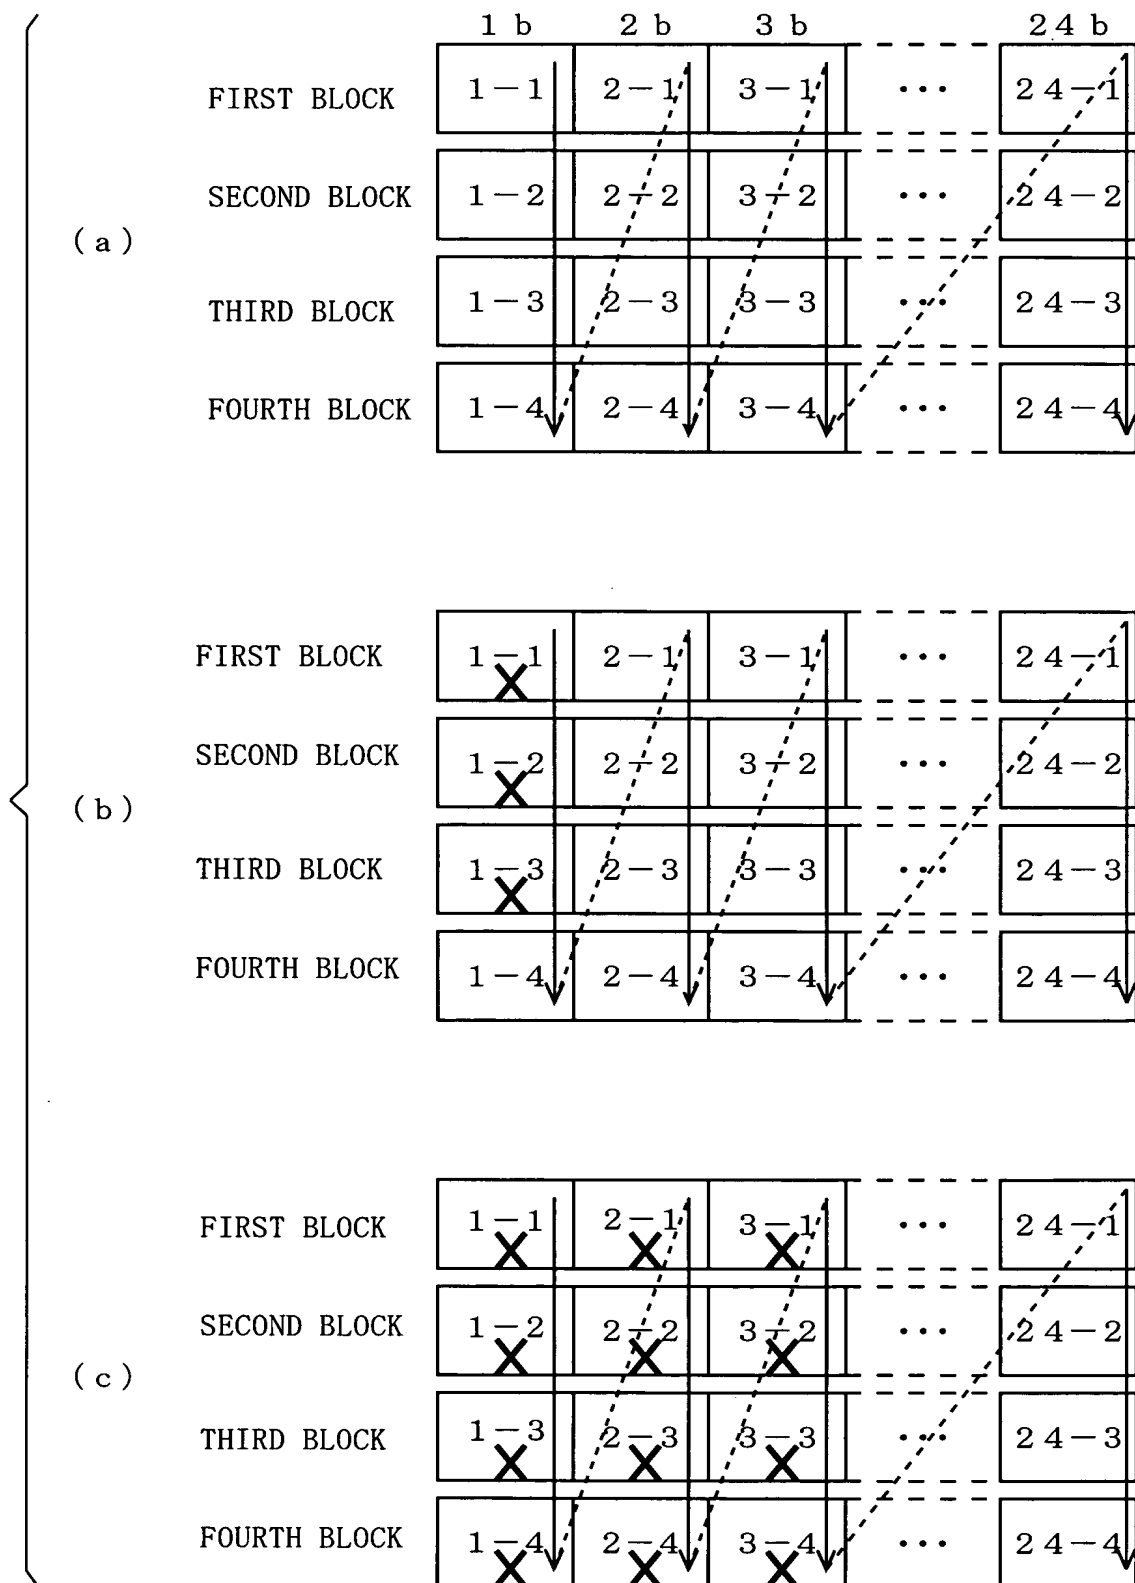 1b 2b 3b 24b
FIRST BLOCK 1-1 2-1 3-1 ... 24-1
SECOND BLOCK 1-2 2-2 3-2 ... 24-2
(a)
THIRD BLOCK 1-3 2-3 3-3 ... 24-3
FOURTH BLOCK 1-4 2-4 3-4 ... 24-4
FIRST BLOCK 1-1 2-1 3-1 ... 24-1
SECOND BLOCK 1-2 2-2 3-2 ... 24-2
(b)
THIRD BLOCK 1-3 2-3 3-3 ... 24-3
FOURTH BLOCK 1-4 2-4 3-4 ... 24-4
FIRST BLOCK 1-1 2-1 3-1 ... 24-1
SECOND BLOCK 1-2 2-2 3-2 ... 24-2
(c)
THIRD BLOCK 1-3 2-3 3-3 ... 24-3
FOURTH BLOCK 1-4 2-4 3-4 ... 24-4